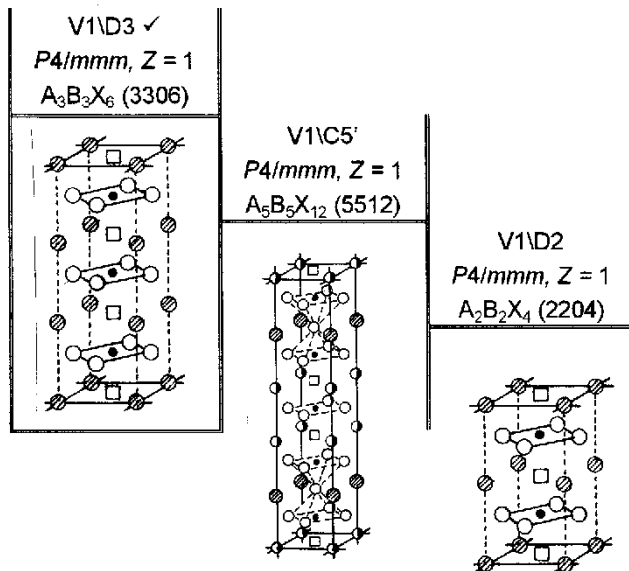 V1\D3 ✓
P4/mmm, Z = 1
A₃B₃X₆ (3306)
V1\C5'
P4/mmm, Z = 1
A₅B₅X₁₂ (5512)
V1\D2
P4/mmm, Z = 1
A₂B₂X₄ (2204)